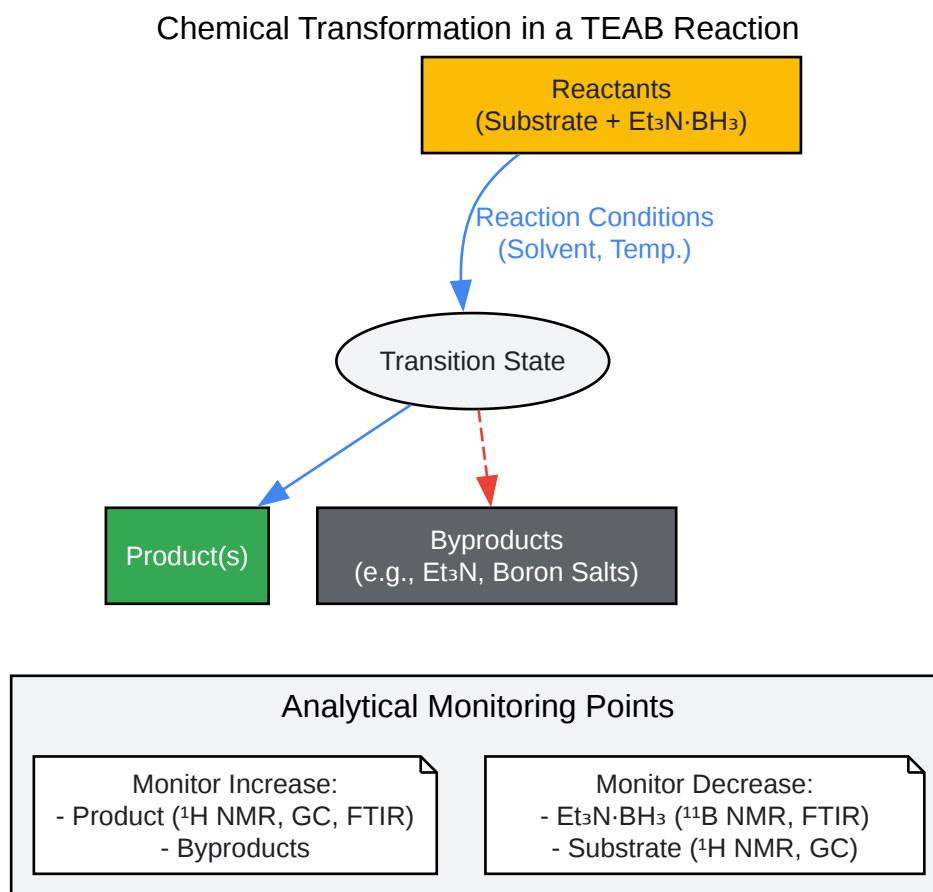 Chemical Transformation in a TEAB Reaction
Reactants
(Substrate + Et₃N·BH₃)
Reaction Conditions
(Solvent, Temp.)
Transition State
Product(s)
Byproducts
(e.g., Et₃N, Boron Salts)
Analytical Monitoring Points
Monitor Increase:
- Product (¹H NMR, GC, FTIR)
- Byproducts
Monitor Decrease:
- Et₃N·BH₃ (¹¹B NMR, FTIR)
- Substrate (¹H NMR, GC)